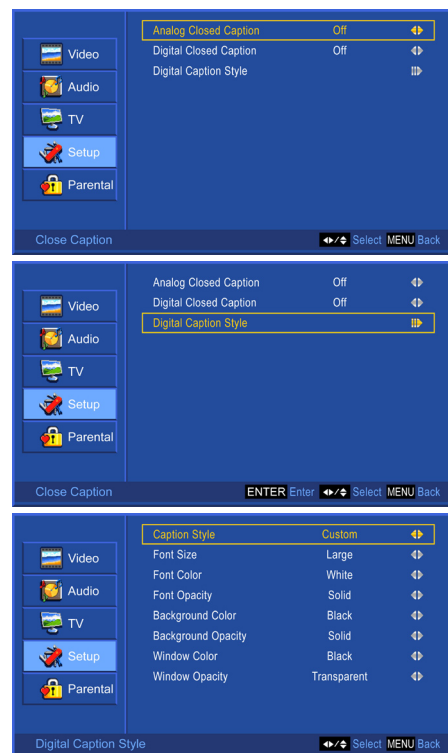 Analog Closed Caption Off
Video Digital Closed Caption Off
Digital Caption Style
Audio
TV
Setup
Parental
Close Caption Select MENU Back
Analog Closed Caption Off
Video Digital Closed Caption Off
Digital Caption Style
Audio
TV
Setup
Parental
Close Caption ENTER Enter Select MENU Back
Caption Style Custom
Video Font Size Large
Font Color White
Audio Font Opacity Solid
Background Color Black
TV Background Opacity Solid
Setup Window Color Black
Window Opacity Transparent
Parental
Digital Caption Style Select MENU Back